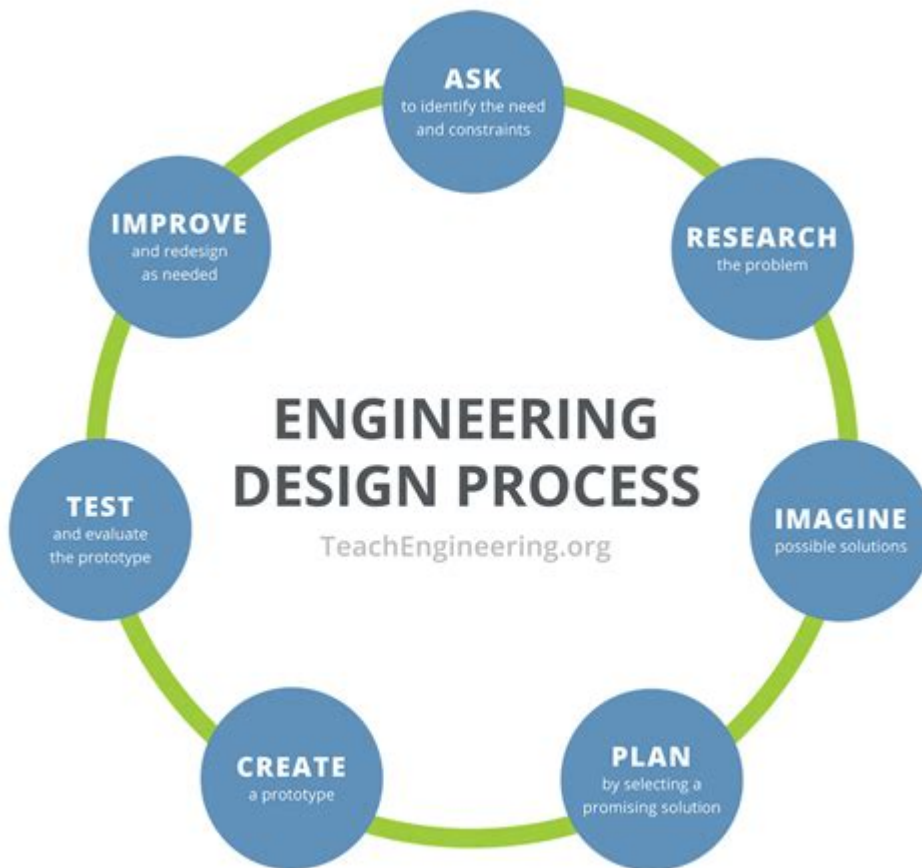 ASK
to identify the need
and constraints
RESEARCH
the problem
IMAGINE
possible solutions
PLAN
by selecting a
promising solution
CREATE
a prototype
TEST
and evaluate
the prototype
IMPROVE
and redesign
as needed
ENGINEERING
DESIGN PROCESS
TeachEngineering.org